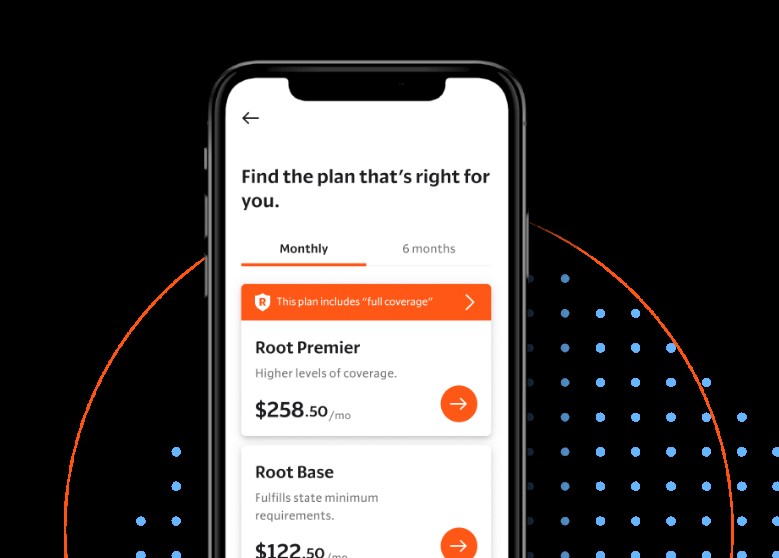 Find the plan that's right for
you.
Monthly 6 months
R This plan includes "full coverage"
Root Premier
Higher levels of coverage.
$258.50/mo
Root Base
Fulfills state minimum
requirements.
$122.50/mo